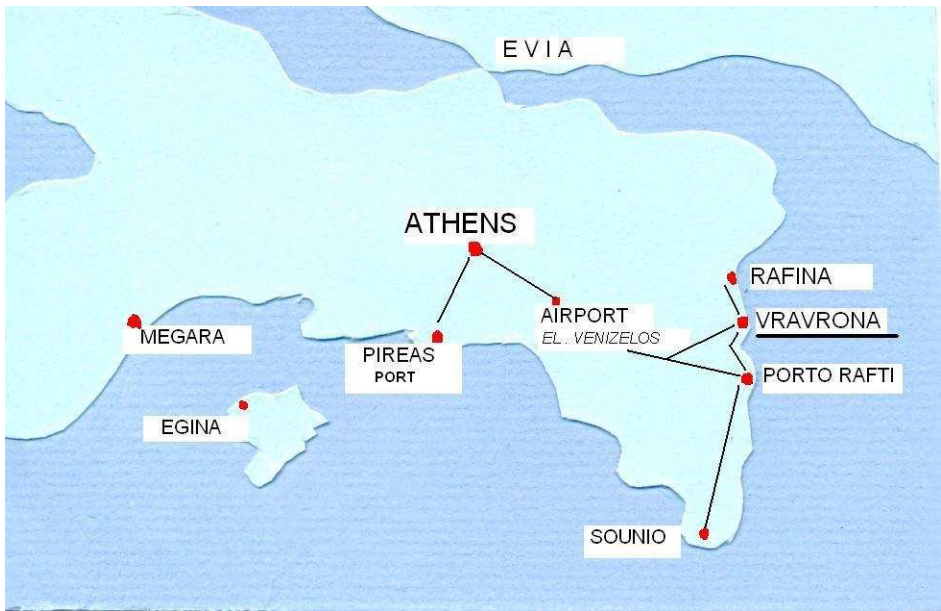 E V I A
ATHENS
RAFINA
AIRPORT
EL. VENIZELOS
VRAVRONA
MEGARA
PIREAS
PORT
PORTO RAFTI
EGINA
SOUNIO